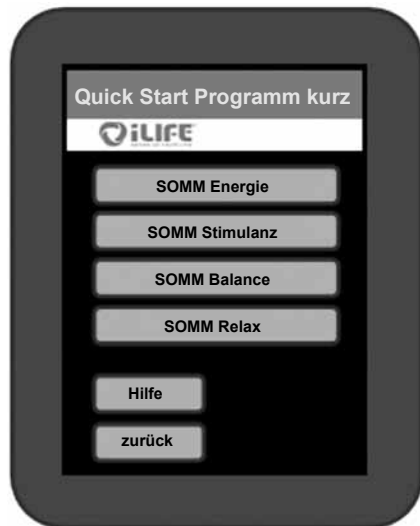 Quick Start Programm kurz
iLIFE
SOMM Energie
SOMM Stimulanz
SOMM Balance
SOMM Relax
Hilfe
zurück